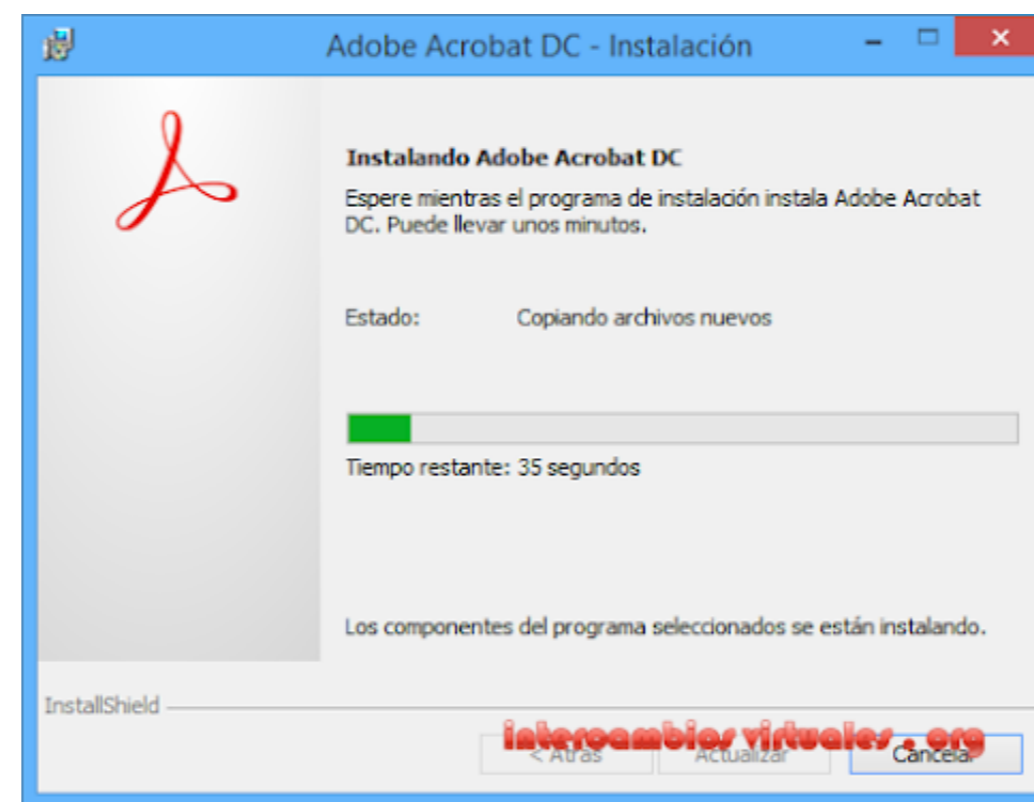 Adobe Acrobat DC - Instalación
Instalando Adobe Acrobat DC
Espere mientras el programa de instalación instala Adobe Acrobat
DC. Puede llevar unos minutos.
Estado: Copiando archivos nuevos
Tiempo restante: 35 segundos
Los componentes del programa seleccionados se están instalando.
InstallShield
intercambios virtuales . org
< Atrás Actualizar Cancelar